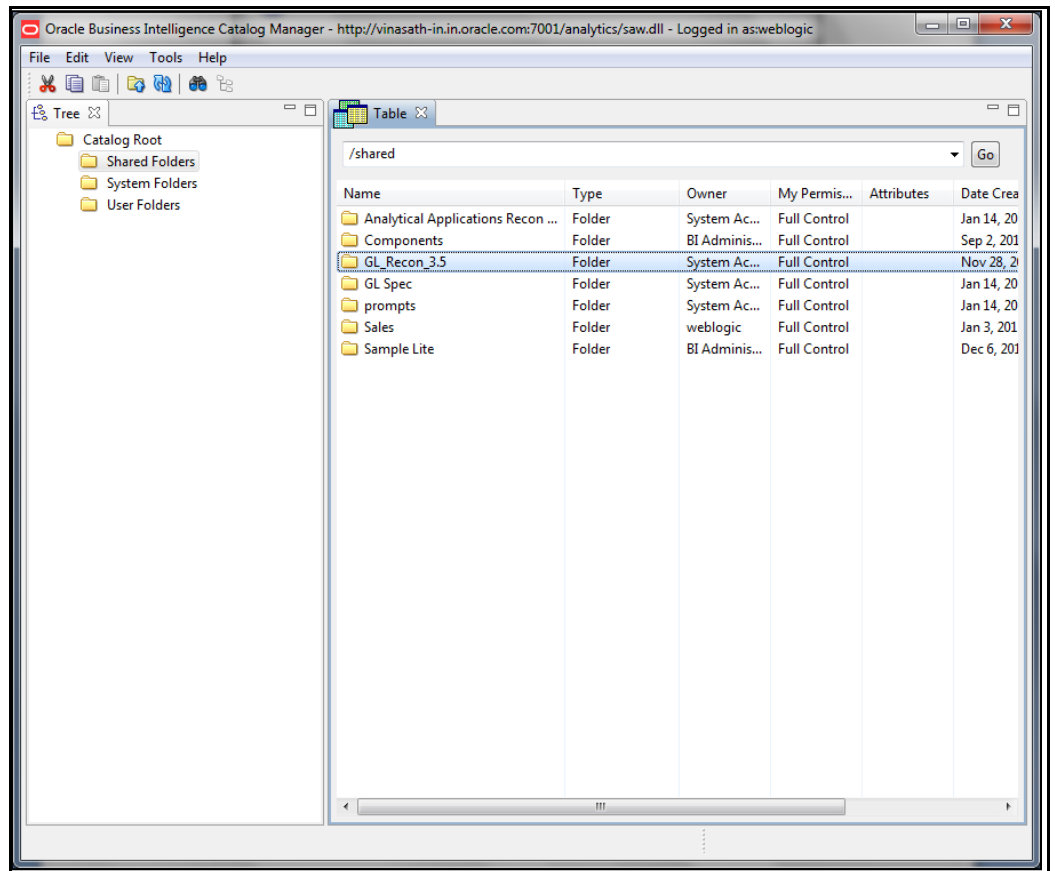 Oracle Business Intelligence Catalog Manager - http://vinasath-in.in.oracle.com:7001/analytics/saw.dll - Logged in as:weblogic
File Edit View Tools Help
Tree
Catalog Root
Shared Folders
System Folders
User Folders
Table
/shared Go
Name Type Owner My Permis... Attributes Date Crea
Analytical Applications Recon ... Folder System Ac... Full Control Jan 14, 20
Components Folder BI Adminis... Full Control Sep 2, 201
GL_Recon_3.5 Folder System Ac... Full Control Nov 28, 2
GL Spec Folder System Ac... Full Control Jan 14, 20
prompts Folder System Ac... Full Control Jan 14, 20
Sales Folder weblogic Full Control Jan 3, 201
Sample Lite Folder BI Adminis... Full Control Dec 6, 201